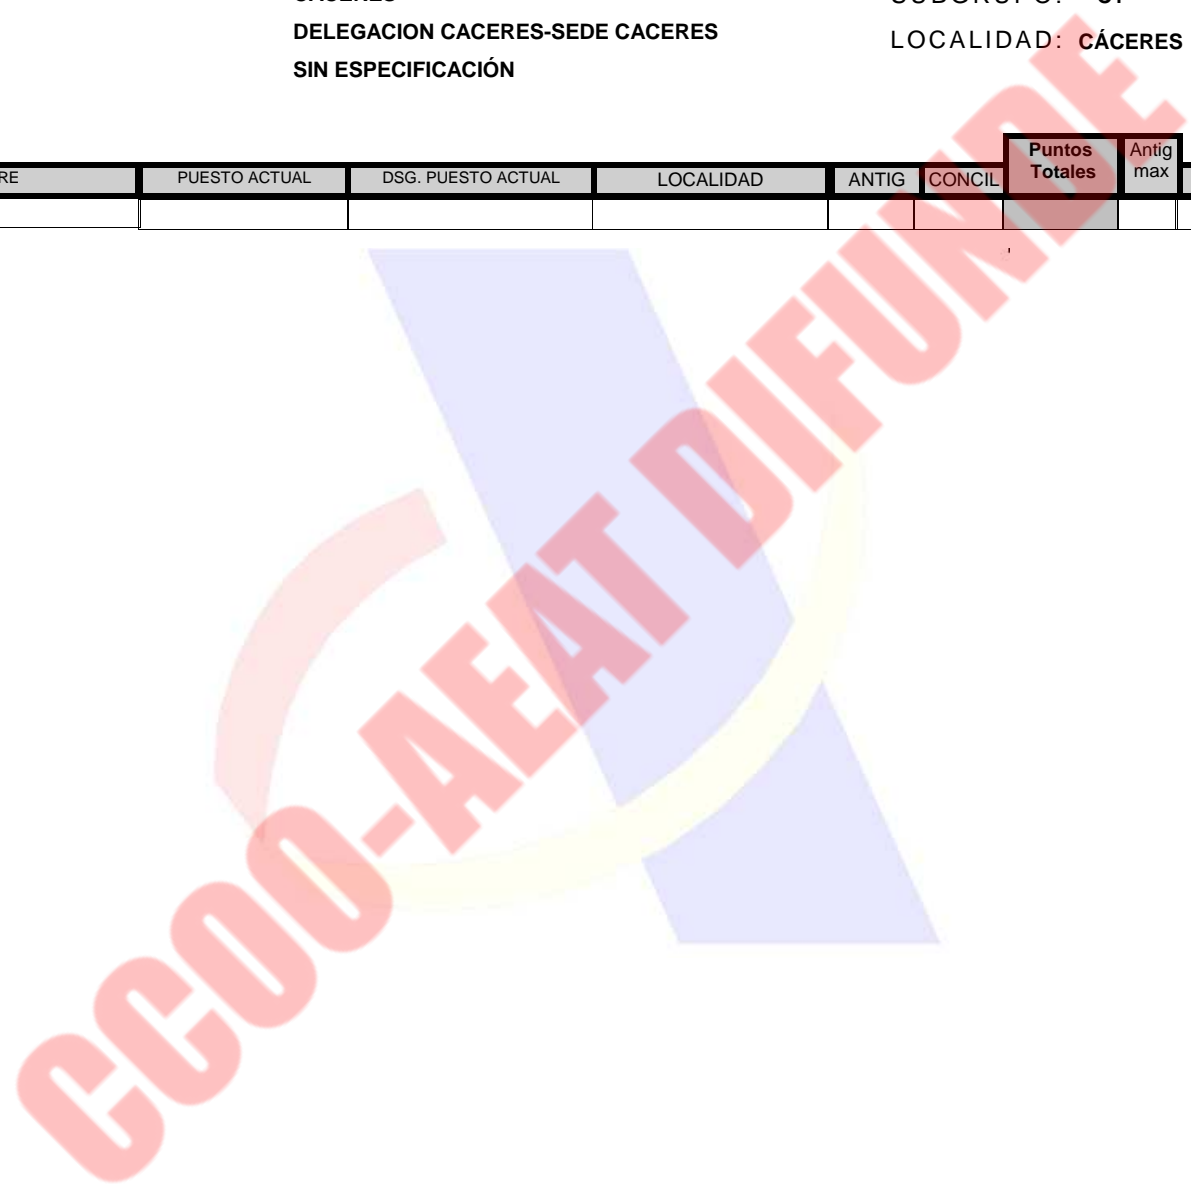 DELEGACION CACERES-SEDE CACERES
LOCALIDAD: CÁCERES
SIN ESPECIFICACIÓN
RE PUESTO ACTUAL DSG. PUESTO ACTUAL LOCALIDAD ANTIG CONCIL Puntos Totales Antig max
CCOO-AEAT DIFUNDE